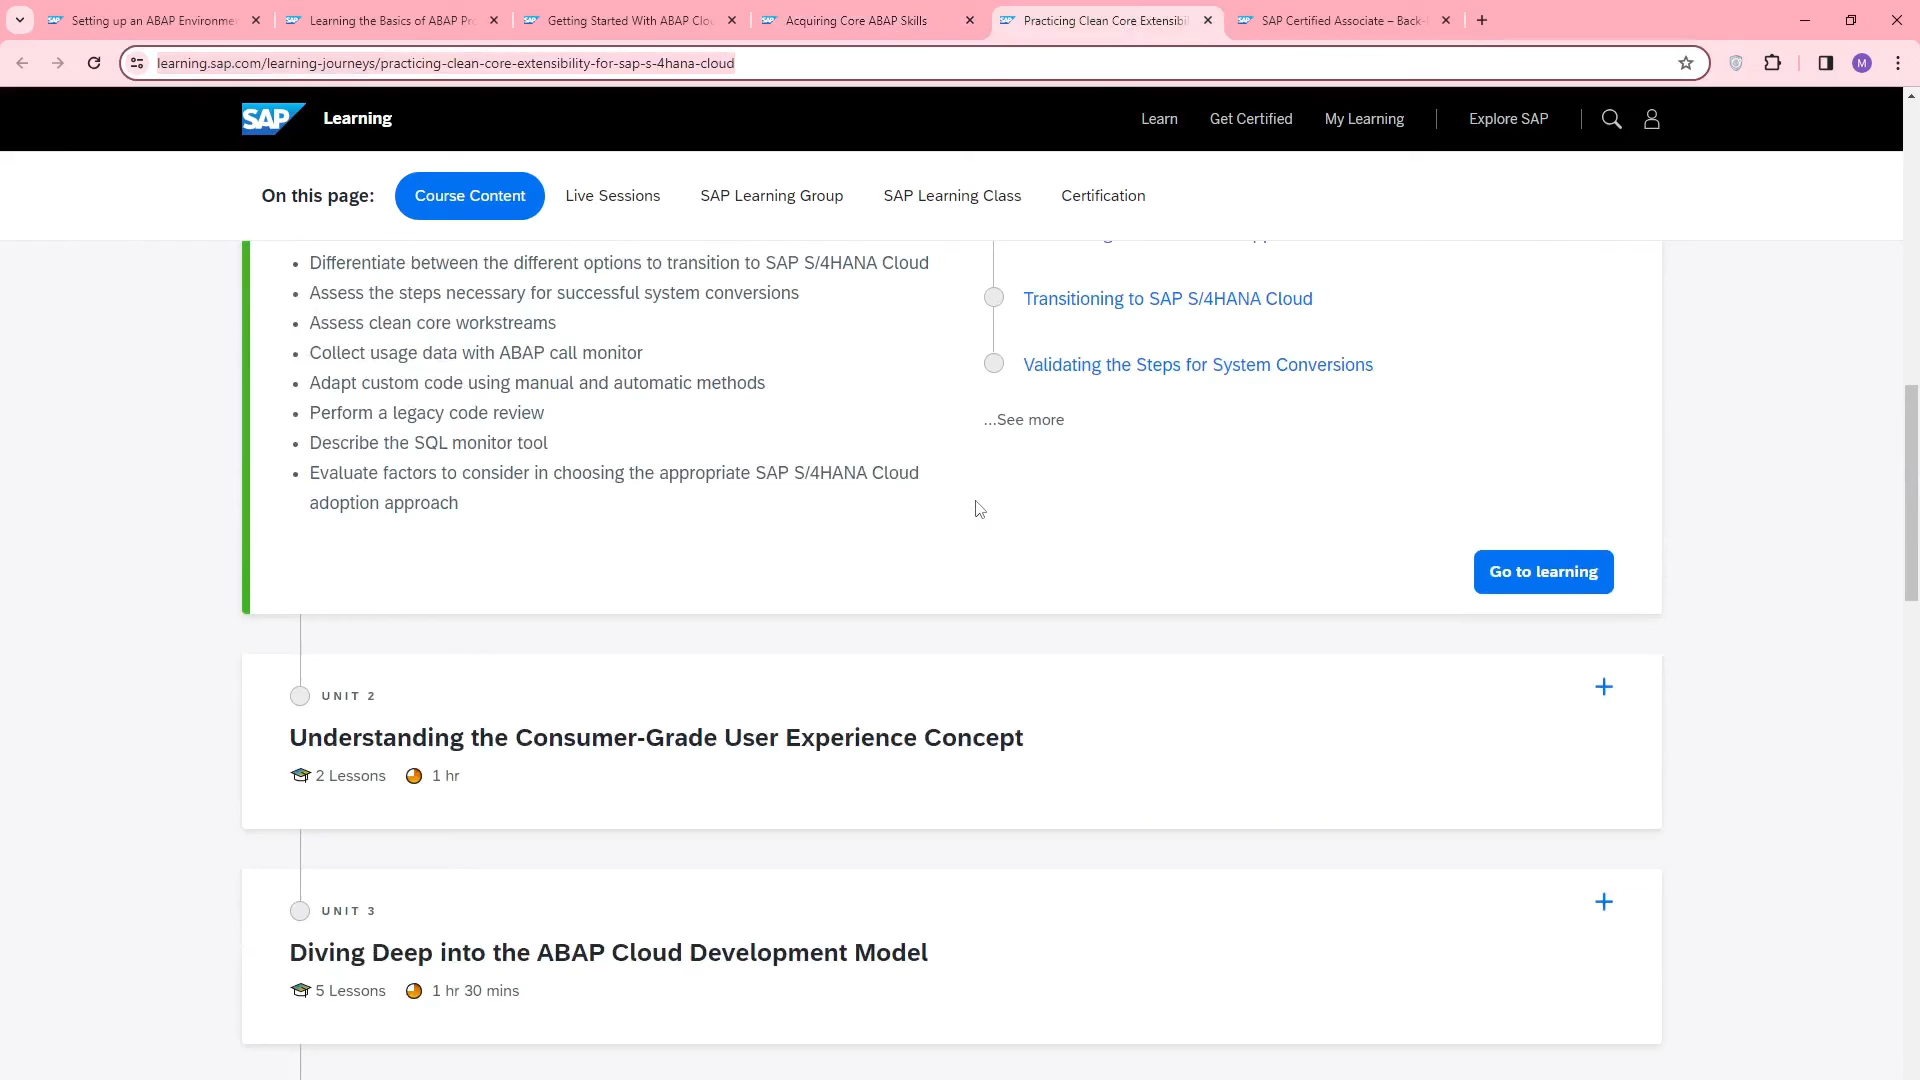 Setting up an ABAP Environmen
Learning the Basics of ABAP Pro
Getting Started With ABAP Clou
Acquiring Core ABAP Skills
Practicing Clean Core Extensibil
SAP Certified Associate – Back-
learning.sap.com/learning-journeys/practicing-clean-core-extensibility-for-sap-s-4hana-cloud
M
SAP Learning
Learn
Get Certified
My Learning
Explore SAP
On this page:
Course Content
Live Sessions
SAP Learning Group
SAP Learning Class
Certification
• Differentiate between the different options to transition to SAP S/4HANA Cloud
• Assess the steps necessary for successful system conversions
• Assess clean core workstreams
• Collect usage data with ABAP call monitor
• Adapt custom code using manual and automatic methods
• Perform a legacy code review
• Describe the SQL monitor tool
• Evaluate factors to consider in choosing the appropriate SAP S/4HANA Cloud
adoption approach
Transitioning to SAP S/4HANA Cloud
Validating the Steps for System Conversions
...See more
Go to learning
UNIT 2
Understanding the Consumer-Grade User Experience Concept
2 Lessons 1 hr
UNIT 3
Diving Deep into the ABAP Cloud Development Model
5 Lessons 1 hr 30 mins